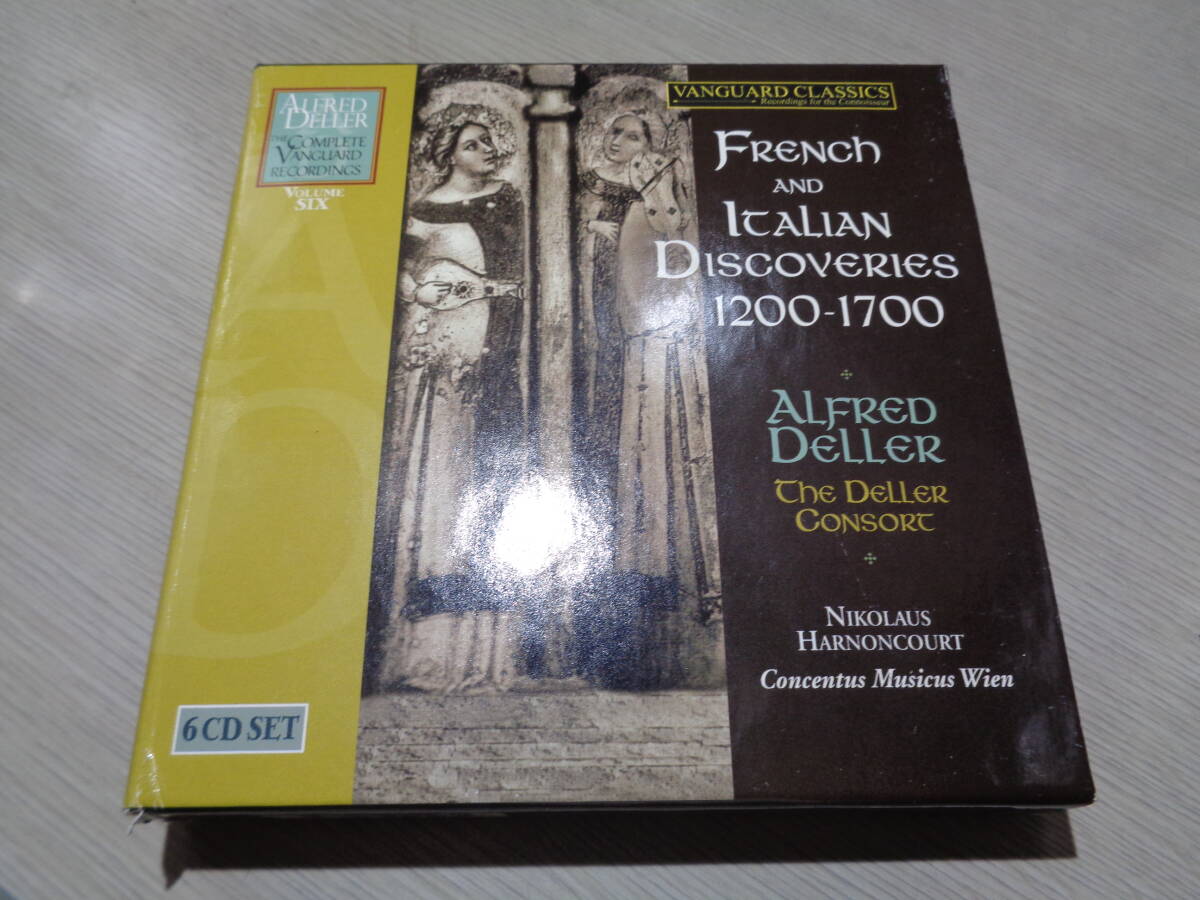 ALFRED
DELLER
THE COMPLETE
VANGUARD
RECORDINGS
VOLUME
SIX
AD
6 CD SET
VANGUARD CLASSICS
Recordings for the Connoisseur
FRENCH
AND
ITALIAN
DISCOVERIES
1200-1700
ALFRED
DELLER
THE DELLER
CONSORT
NIKOLAUS
HARNONCOURT
Concentus Musicus Wien